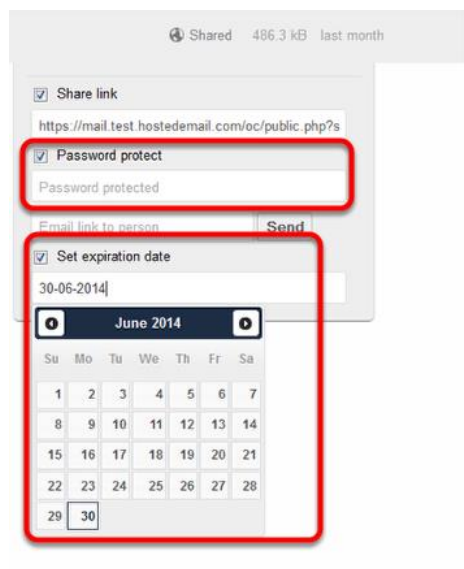 Shared 486.3 kB last month
Share link
https://mail.test.hostedemail.com/oc/public.php?s
Password protect
Password protected
Email link to person Send
Set expiration date
30-06-2014
June 2014
Su Mo Tu We Th Fr Sa
1 2 3 4 5 6 7
8 9 10 11 12 13 14
15 16 17 18 19 20 21
22 23 24 25 26 27 28
29 30